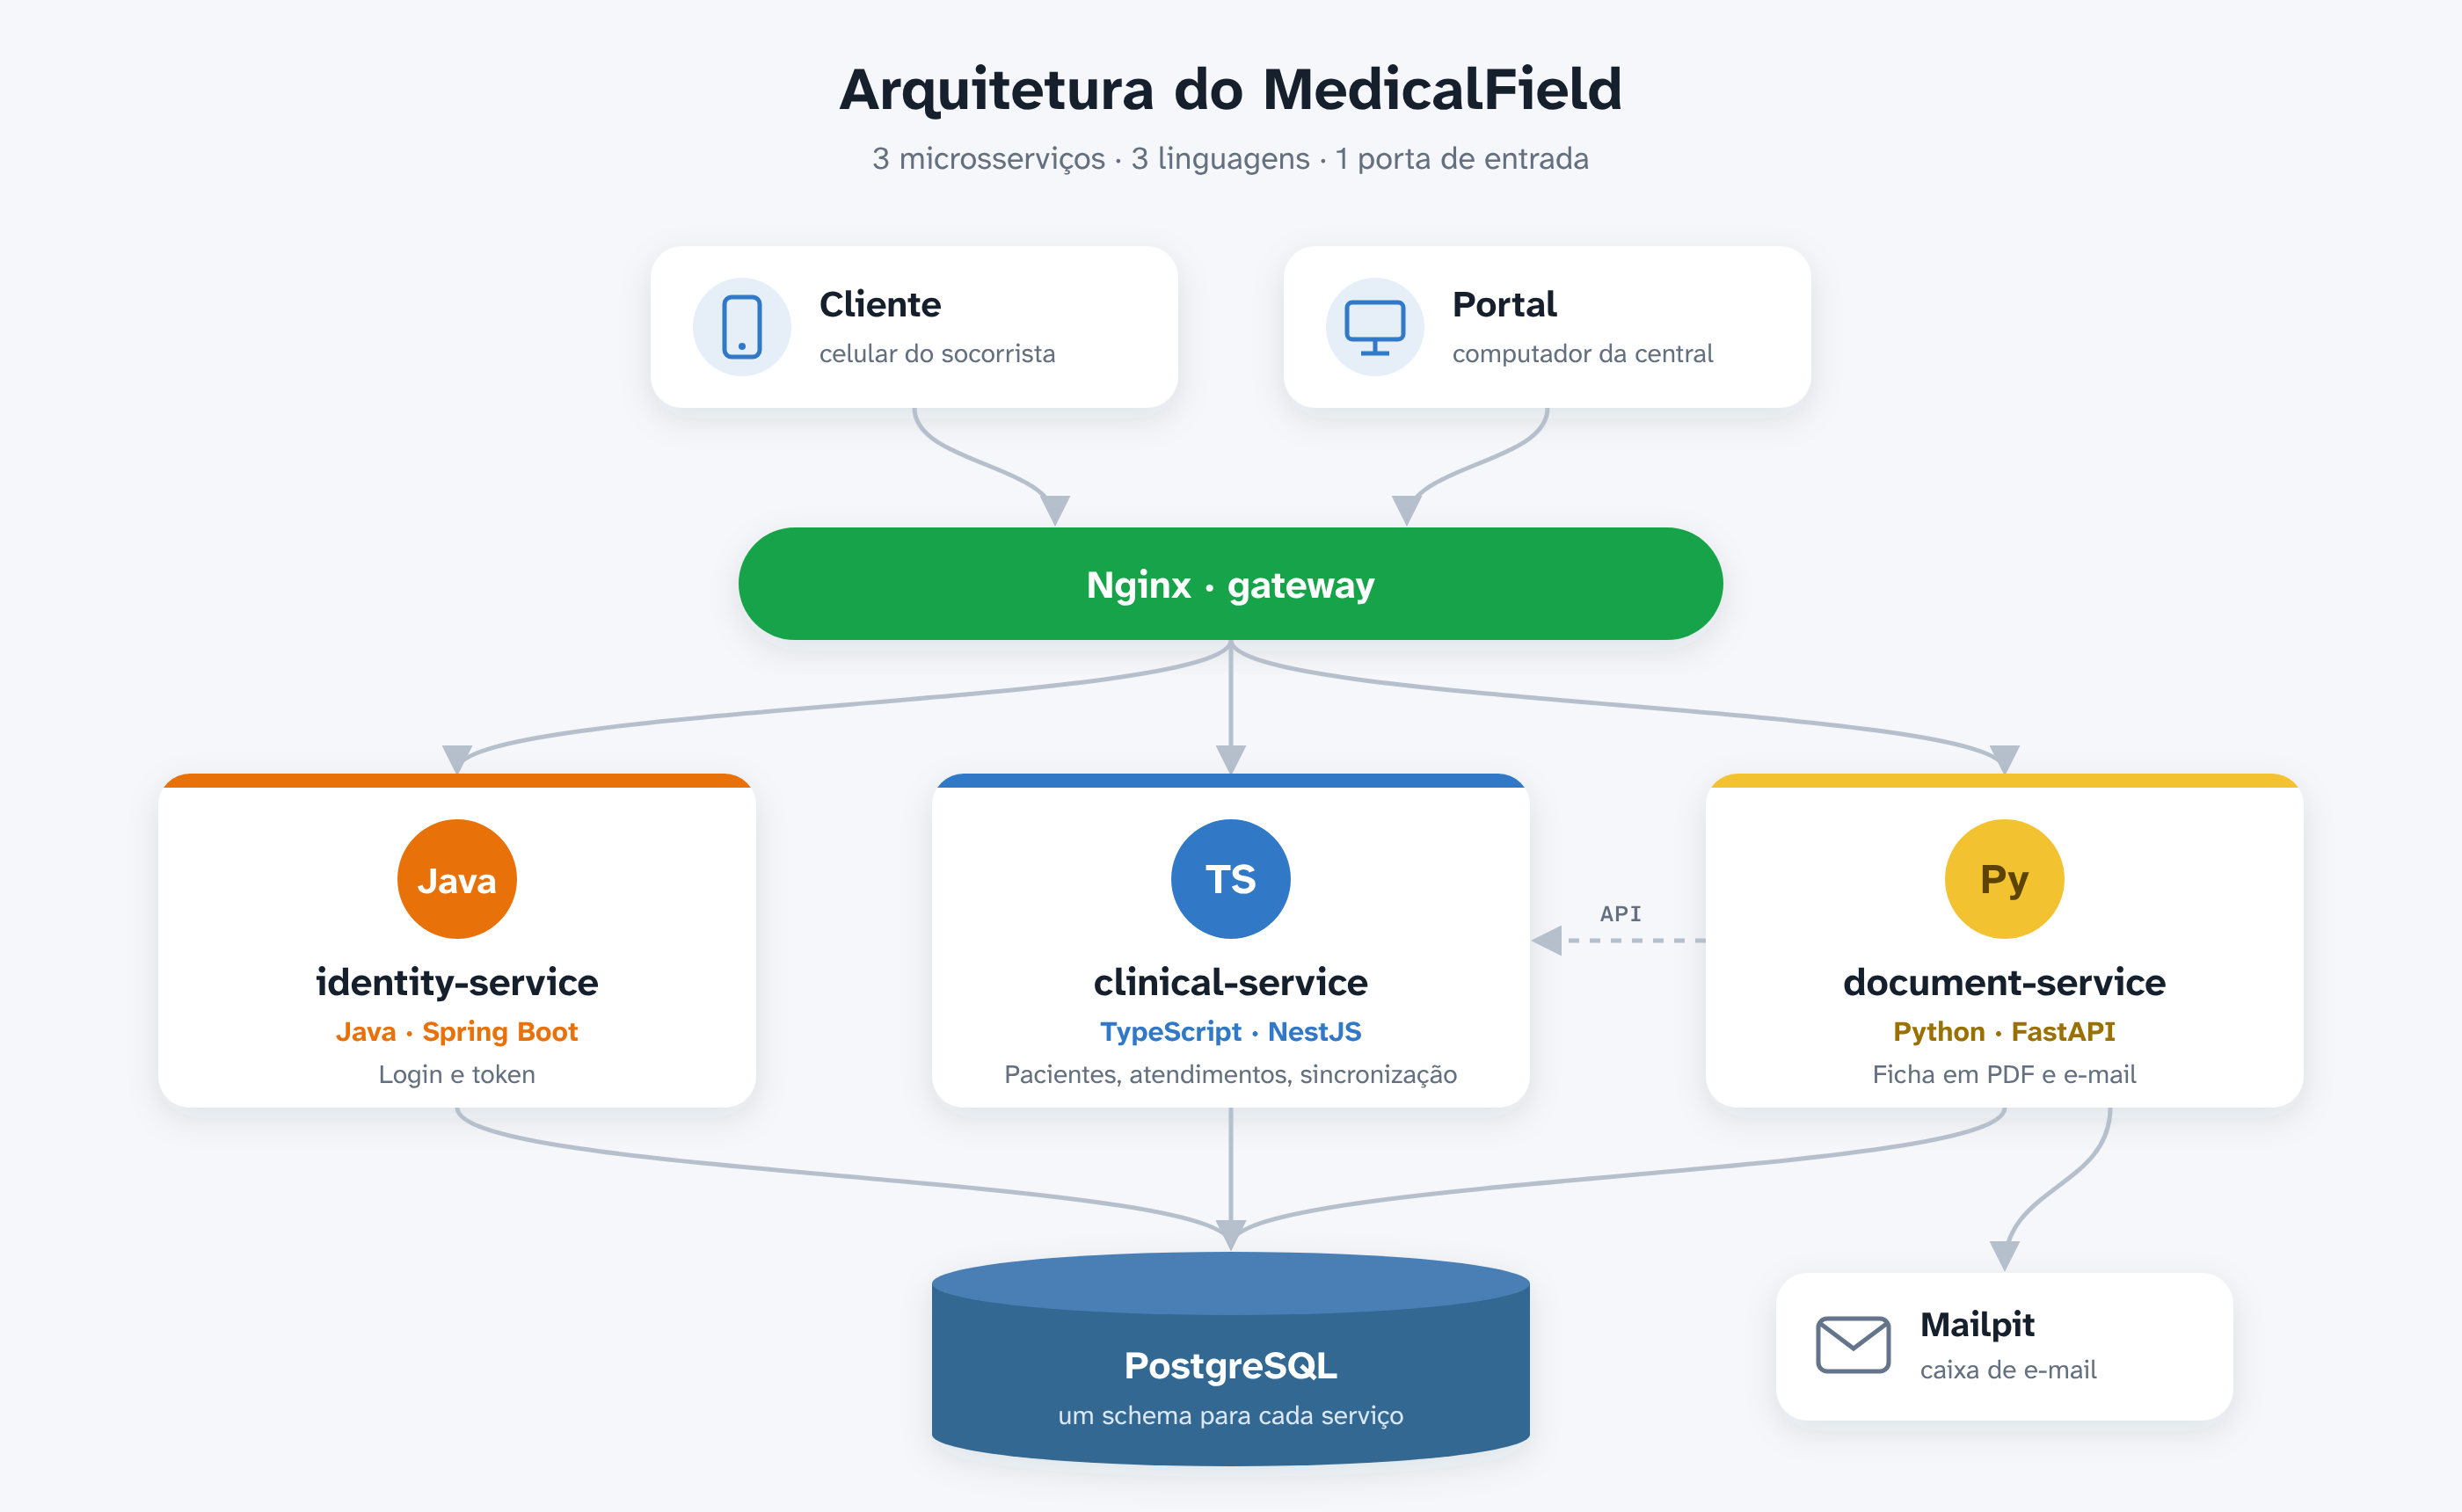 Arquitetura do MedicalField
3 microsserviços · 3 linguagens · 1 porta de entrada
Cliente
celular do socorrista
Portal
computador da central
Nginx · gateway
Java
identity-service
Java · Spring Boot
Login e token
TS
clinical-service
TypeScript · NestJS
Pacientes, atendimentos, sincronização
API
Py
document-service
Python · FastAPI
Ficha em PDF e e-mail
PostgreSQL
um schema para cada serviço
Mailpit
caixa de e-mail